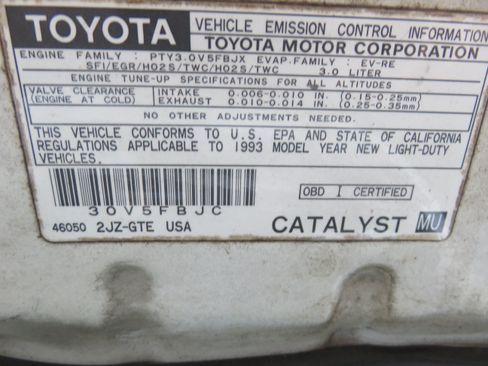 TOYOTA
VEHICLE EMISSION CONTROL INFORMATION
TOYOTA MOTOR CORPORATION
ENGINE FAMILY : PTY3.0V5FBJX EVAP.FAMILY : EV-RE
SFI/EGR/HO2S/TWC/HO2S/TWC 3.0 LITER
ENGINE TUNE-UP SPECIFICATIONS FOR ALL ALTITUDES
VALVE CLEARANCE INTAKE 0.006-0.010 IN. (0.15-0.25mm)
(ENGINE AT COLD) EXHAUST 0.010-0.014 IN. (0.25-0.35mm)
NO OTHER ADJUSTMENTS NEEDED.
THIS VEHICLE CONFORMS TO U.S. EPA AND STATE OF CALIFORNIA
REGULATIONS APPLICABLE TO 1993 MODEL YEAR NEW LIGHT-DUTY
VEHICLES.
OBD I CERTIFIED
30V5FBJC
46050 2JZ-GTE USA
CATALYST MU